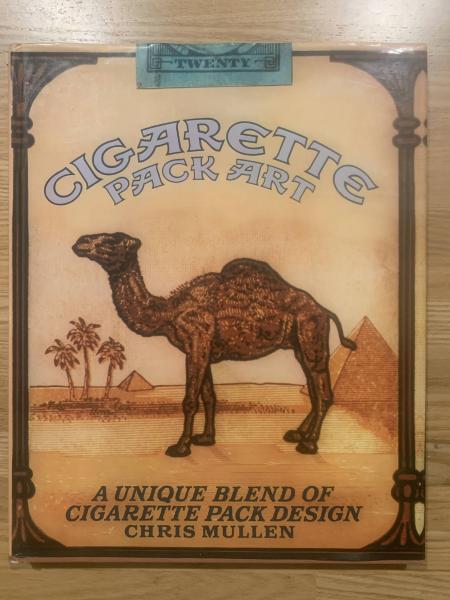 TWENTY
CIGARETTE
PACK ART
A UNIQUE BLEND OF
CIGARETTE PACK DESIGN
CHRIS MULLEN